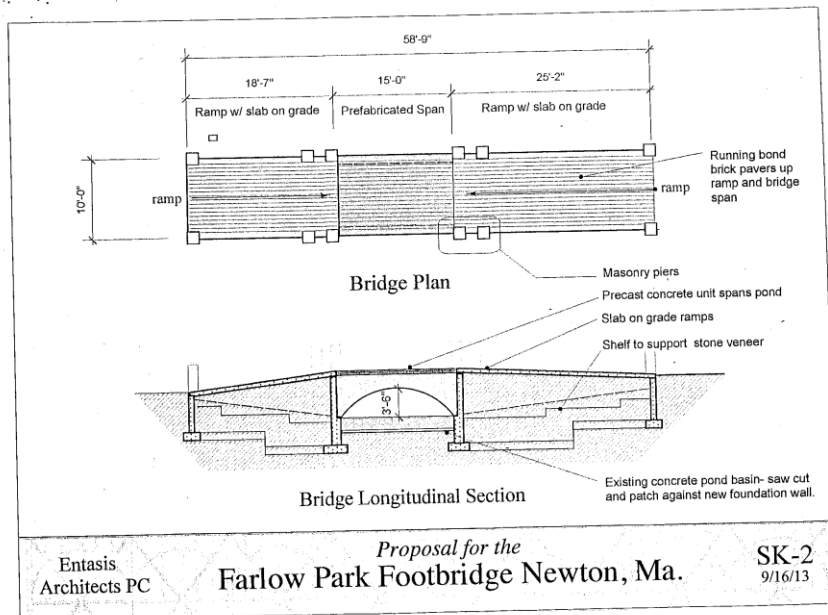 58'-9"
18'-7"
15'-0"
25'-2"
Ramp w/ slab on grade
Prefabricated Span
Ramp w/ slab on grade
10'-0"
ramp
ramp
Running bond
brick pavers up
ramp and bridge
span
Bridge Plan
Masonry piers
Precast concrete unit spans pond
Slab on grade ramps
Shelf to support stone veneer
3'-6"
Existing concrete pond basin- saw cut
and patch against new foundation wall.
Bridge Longitudinal Section
Entasis
Architects PC
Proposal for the
Farlow Park Footbridge Newton, Ma.
SK-2
9/16/13